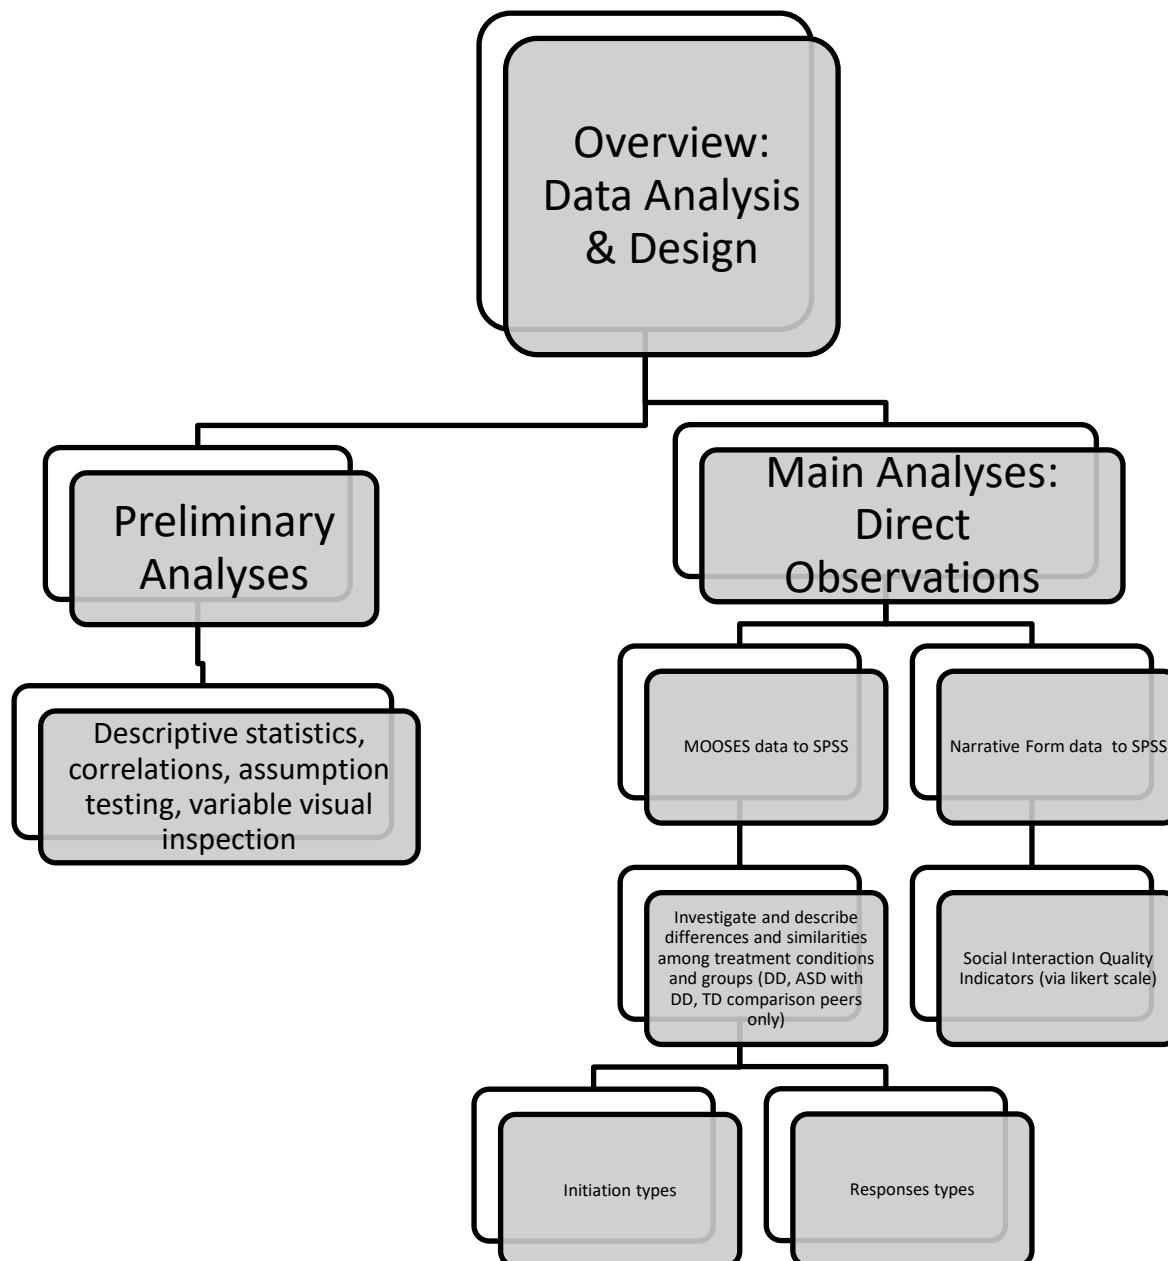 Overview:
Data Analysis
& Design
Preliminary
Analyses
Main Analyses:
Direct
Observations
Descriptive statistics,
correlations, assumption
testing, variable visual
inspection
MOOSES data to SPSS
Narrative Form data to SPSS
Investigate and describe
differences and similarities
among treatment conditions
and groups (DD, ASD with
DD, TD comparison peers
only)
Social Interaction Quality
Indicators (via likert scale)
Initiation types
Responses types